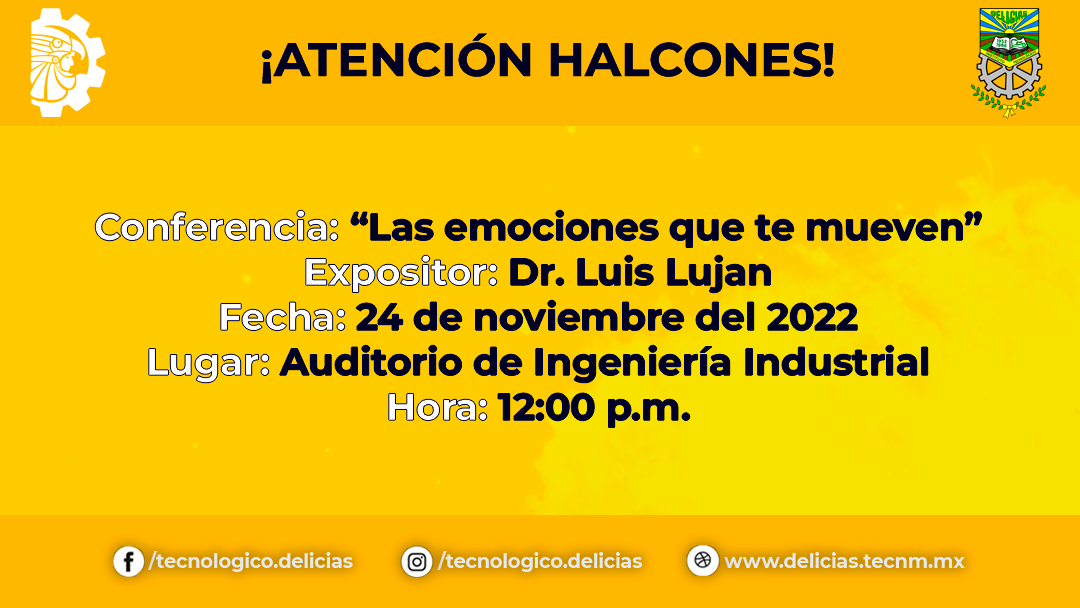 ¡ATENCIÓN HALCONES!
DELICIAS
Conferencia: “Las emociones que te mueven”
Expositor: Dr. Luis Lujan
Fecha: 24 de noviembre del 2022
Lugar: Auditorio de Ingeniería Industrial
Hora: 12:00 p.m.
/tecnologico.delicias
/tecnologico.delicias
www.delicias.tecnm.mx